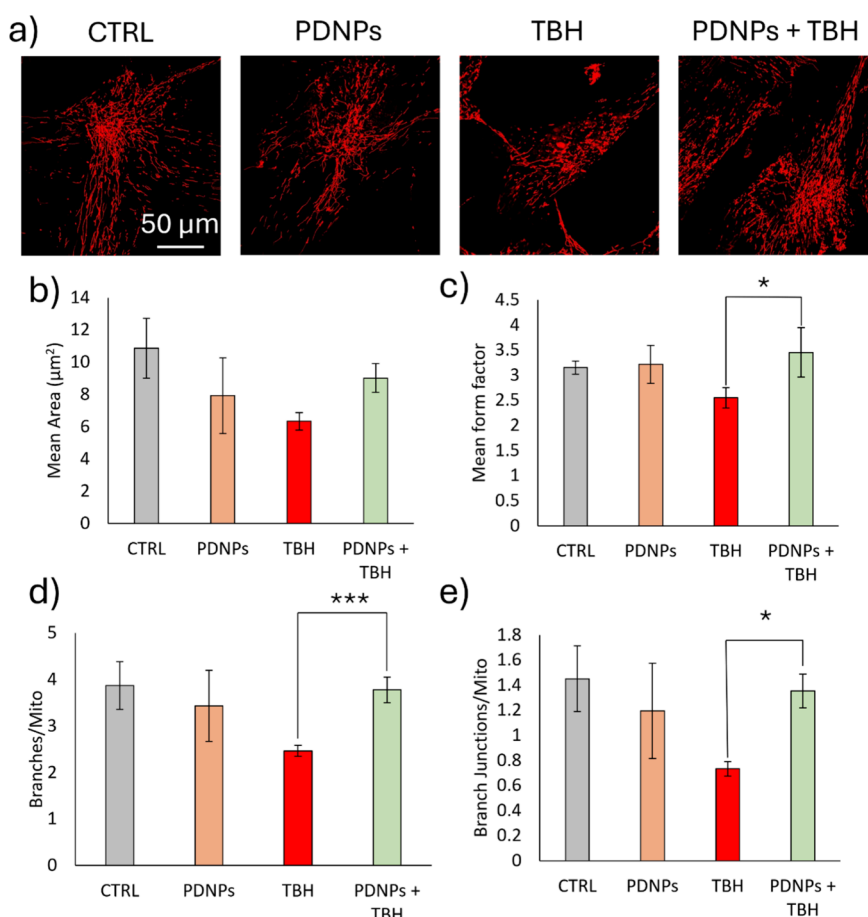 a) CTRL PDNPs TBH PDNPs + TBH
50 µm
b)
14
12
10
8
6
4
2
0
Mean Area (µm²)
CTRL PDNPs TBH PDNPs +
TBH
c)
4.5
4
3.5
3
2.5
2
1.5
1
0.5
0
Mean form factor
*
CTRL PDNPs TBH PDNPs +
TBH
d)
5
4
3
2
1
0
Branches/Mito
***
CTRL PDNPs TBH PDNPs +
TBH
e)
1.8
1.6
1.4
1.2
1
0.8
0.6
0.4
0.2
0
Branch Junctions/Mito
*
CTRL PDNPs TBH PDNPs +
TBH